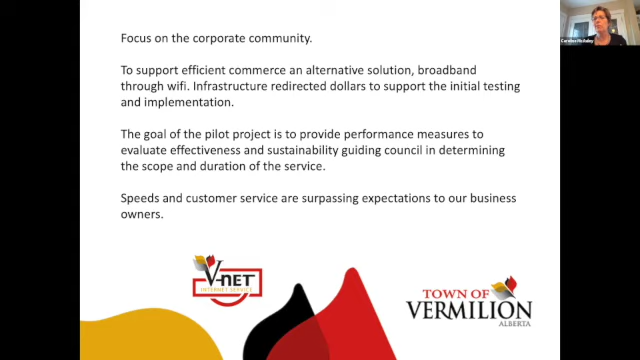 Focus on the corporate community.
To support efficient commerce an alternative solution, broadband
through wifi. Infrastructure redirected dollars to support the initial testing
and implementation.
The goal of the pilot project is to provide performance measures to
evaluate effectiveness and sustainability guiding council in determining
the scope and duration of the service.
Speeds and customer service are surpassing expectations to our business
owners.
V-NET
INTERNET SERVICE
TOWN OF
VERMILION
ALBERTA